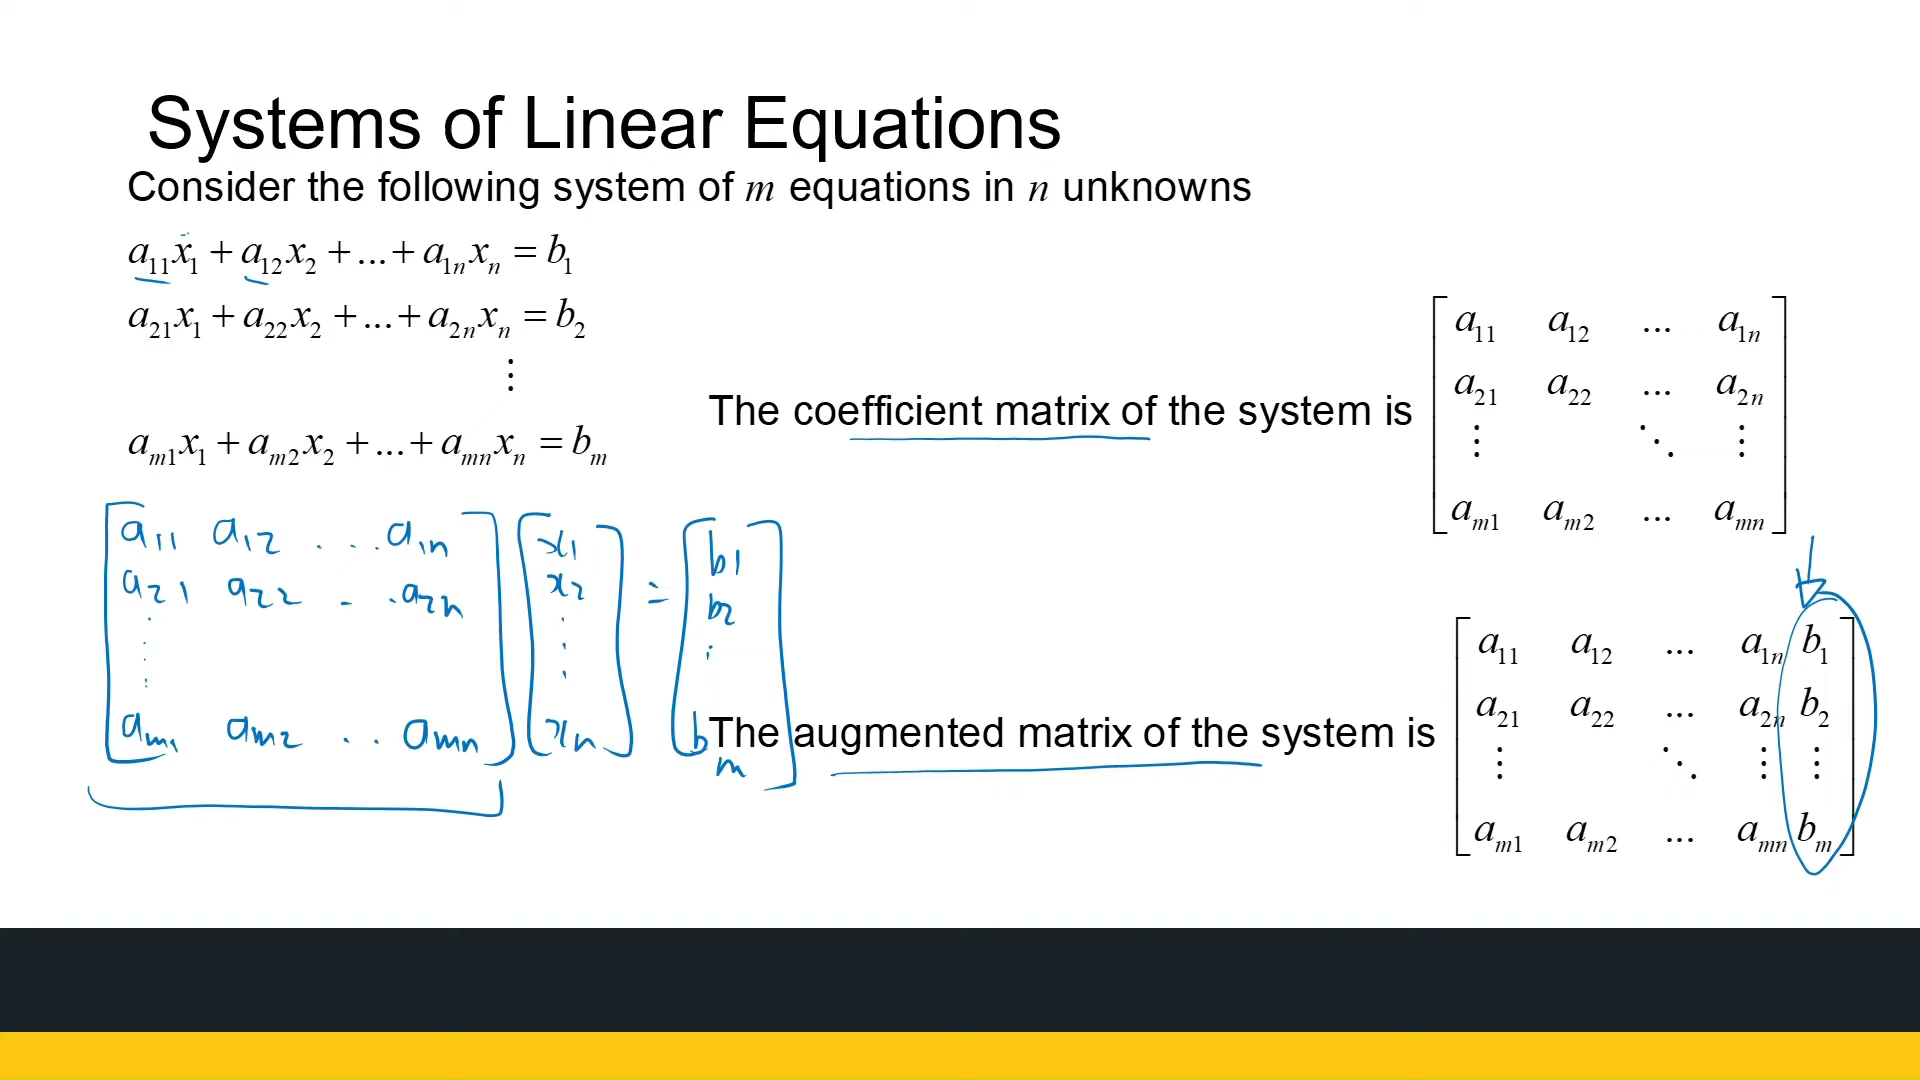 Systems of Linear Equations
Consider the following system of m equations in n unknowns
a₁₁x₁ + a₁₂x₂ + ... + a₁ₙxₙ = b₁
a₂₁x₁ + a₂₂x₂ + ... + a₂ₙxₙ = b₂
⋮
aₘ₁x₁ + aₘ₂x₂ + ... + aₘₙxₙ = bₘ
The coefficient matrix of the system is
a₁₁ a₁₂ ... a₁ₙ
a₂₁ a₂₂ ... a₂ₙ
⋮ ⋱ ⋮
aₘ₁ aₘ₂ ... aₘₙ
a₁₁ a₁₂ ... a₁ₙ x₁ b₁
a₂₁ a₂₂ .. a₂ₙ x₂ = b₂
⋮ ⋮ ⋮
aₘ₁ aₘ₂ .. aₘₙ xₙ bₘ
The augmented matrix of the system is
a₁₁ a₁₂ ... a₁ₙ b₁
a₂₁ a₂₂ ... a₂ₙ b₂
⋮ ⋱ ⋮ ⋮
aₘ₁ aₘ₂ ... aₘₙ bₘ